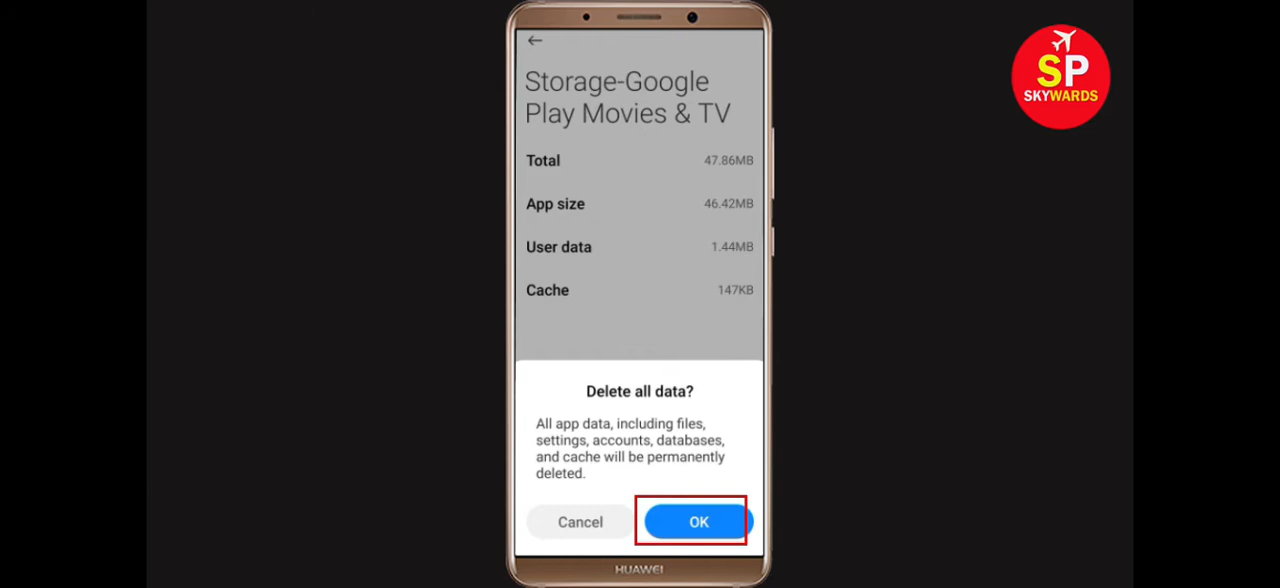 Storage-Google
Play Movies & TV
Total 47.86MB
App size 46.42MB
User data 1.44MB
Cache 147KB
Delete all data?
All app data, including files,
settings, accounts, databases,
and cache will be permanently
deleted.
Cancel OK
HUAWEI
SP
SKYWARDS